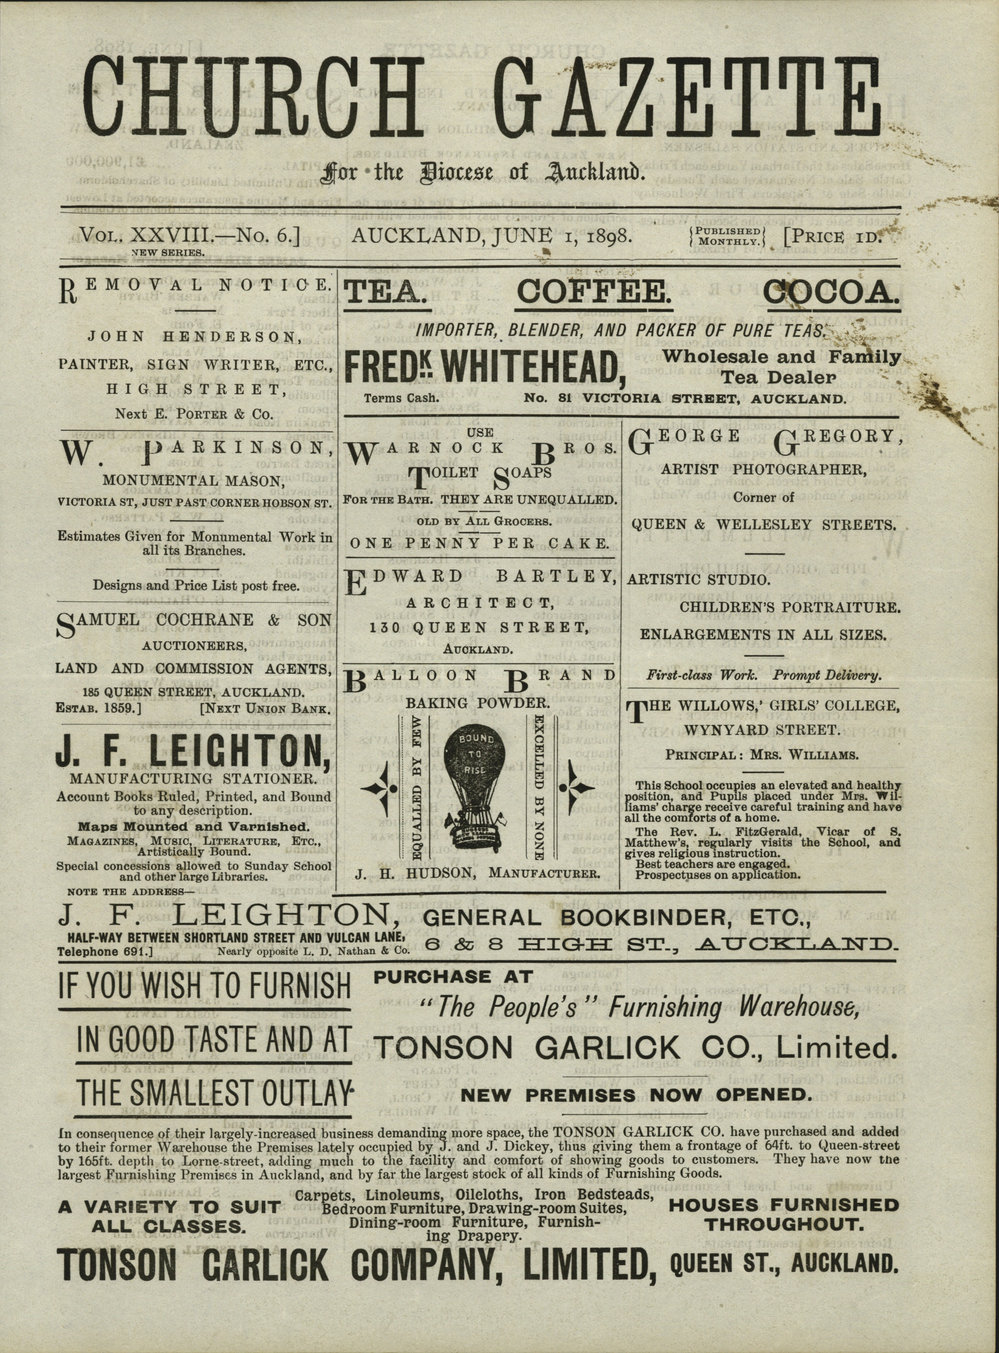 CHURCH GAZETTE
For the Diocese of Auckland.
VOL. XXVIII.—No. 6.] AUCKLAND, JUNE 1, 1898. {PUBLISHED MONTHLY.} [PRICE 1D.
NEW SERIES.
REMOVAL NOTICE.
JOHN HENDERSON,
PAINTER, SIGN WRITER, ETC.,
HIGH STREET,
Next E. PORTER & Co.
W. PARKINSON,
MONUMENTAL MASON,
VICTORIA ST, JUST PAST CORNER HOBSON ST.
Estimates Given for Monumental Work in
all its Branches.
Designs and Price List post free.
SAMUEL COCHRANE & SON
AUCTIONEERS,
LAND AND COMMISSION AGENTS,
185 QUEEN STREET, AUCKLAND.
ESTAB. 1859.] [NEXT UNION BANK.
J. F. LEIGHTON,
MANUFACTURING STATIONER.
Account Books Ruled, Printed, and Bound
to any description.
Maps Mounted and Varnished.
MAGAZINES, MUSIC, LITERATURE, ETC.,
Artistically Bound.
Special concessions allowed to Sunday School
and other large Libraries.
NOTE THE ADDRESS—
TEA. COFFEE. COCOA.
IMPORTER, BLENDER, AND PACKER OF PURE TEAS.
FREDK. WHITEHEAD,
Wholesale and Family
Tea Dealer
Terms Cash. No. 81 VICTORIA STREET, AUCKLAND.
USE
WARNOCK BROS.
TOILET SOAPS
FOR THE BATH. THEY ARE UNEQUALLED.
OLD BY ALL GROCERS.
ONE PENNY PER CAKE.
EDWARD BARTLEY,
ARCHITECT,
130 QUEEN STREET,
AUCKLAND.
BALLOON BRAND
BAKING POWDER.
EQUALLED BY FEW
BOUND
TO
RISE
EXCELLED BY NONE
J. H. HUDSON, MANUFACTURER.
GEORGE GREGORY,
ARTIST PHOTOGRAPHER,
Corner of
QUEEN & WELLESLEY STREETS.
ARTISTIC STUDIO.
CHILDREN'S PORTRAITURE.
ENLARGEMENTS IN ALL SIZES.
First-class Work. Prompt Delivery.
THE WILLOWS,' GIRLS' COLLEGE,
WYNYARD STREET.
PRINCIPAL: MRS. WILLIAMS.
This School occupies an elevated and healthy
position, and Pupils placed under Mrs. Wil-
liams' charge receive careful training and have
all the comforts of a home.
The Rev. L. FitzGerald, Vicar of S.
Matthew's, regularly visits the School, and
gives religious instruction.
Best teachers are engaged.
Prospectuses on application.
J. F. LEIGHTON, GENERAL BOOKBINDER, ETC.,
HALF-WAY BETWEEN SHORTLAND STREET AND VULCAN LANE,
6 & 8 HIGH ST., AUCKLAND.
Telephone 691.] Nearly opposite L. D. Nathan & Co.
IF YOU WISH TO FURNISH
IN GOOD TASTE AND AT
THE SMALLEST OUTLAY
PURCHASE AT
"The People's" Furnishing Warehouse,
TONSON GARLICK CO., Limited.
NEW PREMISES NOW OPENED.
In consequence of their largely-increased business demanding more space, the TONSON GARLICK CO. have purchased and added
to their former Warehouse the Premises lately occupied by J. and J. Dickey, thus giving them a frontage of 64ft. to Queen-street
by 165ft. depth to Lorne-street, adding much to the facility and comfort of showing goods to customers. They have now the
largest Furnishing Premises in Auckland, and by far the largest stock of all kinds of Furnishing Goods.
A VARIETY TO SUIT
ALL CLASSES.
Carpets, Linoleums, Oilcloths, Iron Bedsteads,
Bedroom Furniture, Drawing-room Suites,
Dining-room Furniture, Furnish-
ing Drapery.
HOUSES FURNISHED
THROUGHOUT.
TONSON GARLICK COMPANY, LIMITED, QUEEN ST., AUCKLAND.